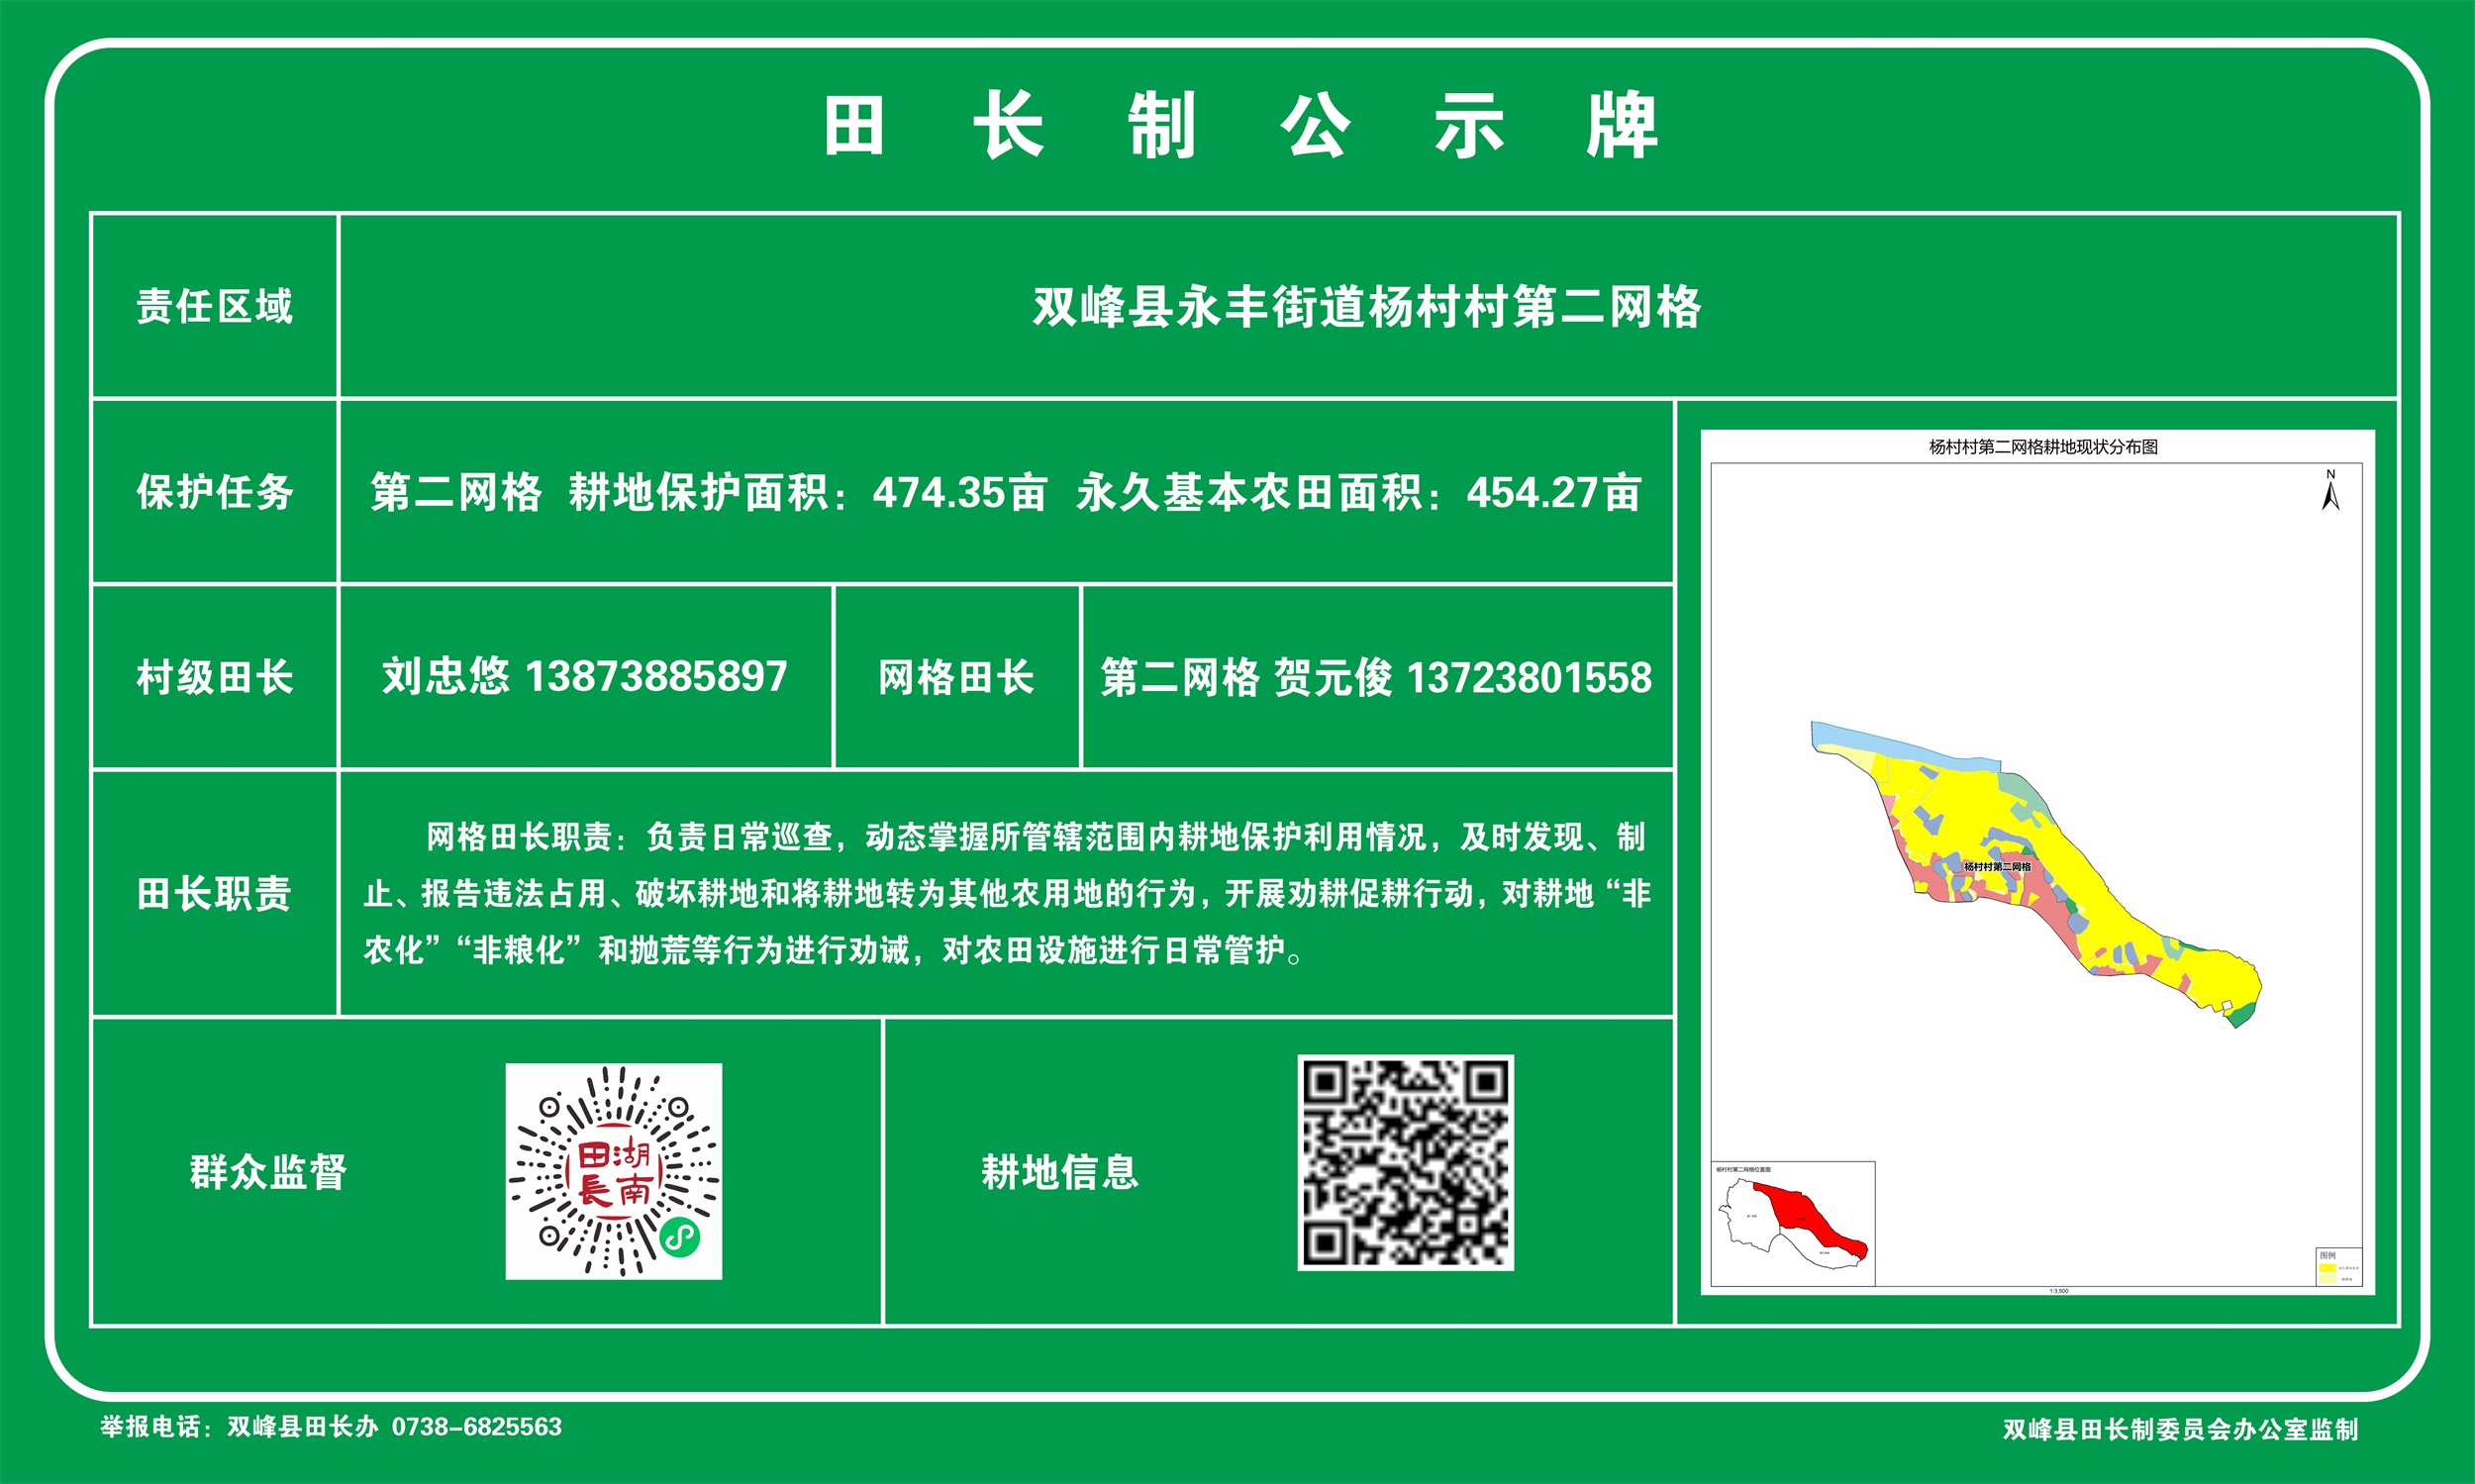 田长制公示牌
责任区域
双峰县永丰街道杨村村第二网格
保护任务
第二网格 耕地保护面积：474.35亩 永久基本农田面积：454.27亩
村级田长
刘忠悠 13873885897
网格田长
第二网格 贺元俊 13723801558
田长职责
网格田长职责：负责日常巡查，动态掌握所管辖范围内耕地保护利用情况，及时发现、制
止、报告违法占用、破坏耕地和将耕地转为其他农用地的行为，开展劝耕促耕行动，对耕地“非
农化”“非粮化”和抛荒等行为进行劝诫，对农田设施进行日常管护。
群众监督
田湖
長南
耕地信息
杨村村第二网格耕地现状分布图
N
杨村村第二网格
杨村村第二网格位置图
图例
1:3,500
举报电话：双峰县田长办 0738-6825563
双峰县田长制委员会办公室监制